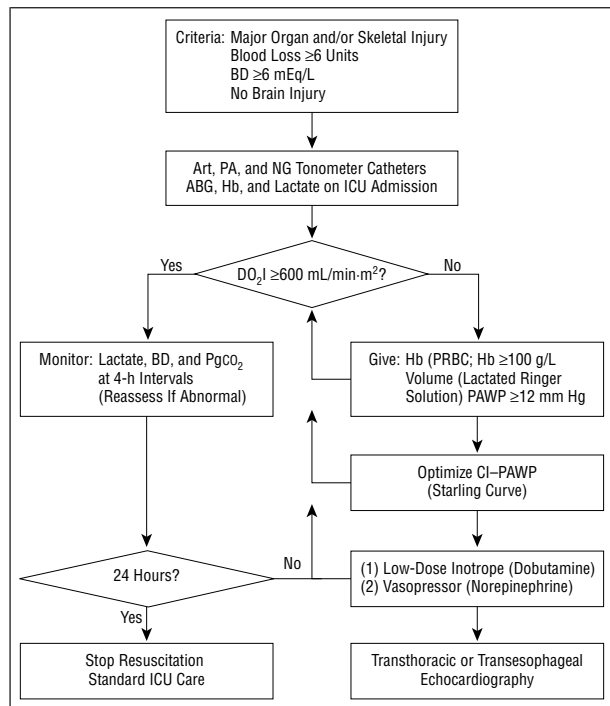 Criteria: Major Organ and/or Skeletal Injury
Blood Loss ≥6 Units
BD ≥6 mEq/L
No Brain Injury
Art, PA, and NG Tonometer Catheters
ABG, Hb, and Lactate on ICU Admission
Yes
DO2I ≥600 mL/min·m²?
No
Monitor: Lactate, BD, and PgCO2
at 4-h Intervals
(Reassess If Abnormal)
Give: Hb (PRBC; Hb ≥100 g/L
Volume (Lactated Ringer
Solution) PAWP ≥12 mm Hg
Optimize CI–PAWP
(Starling Curve)
24 Hours?
No
(1) Low-Dose Inotrope (Dobutamine)
(2) Vasopressor (Norepinephrine)
Yes
Stop Resuscitation
Standard ICU Care
Transthoracic or Transesophageal
Echocardiography